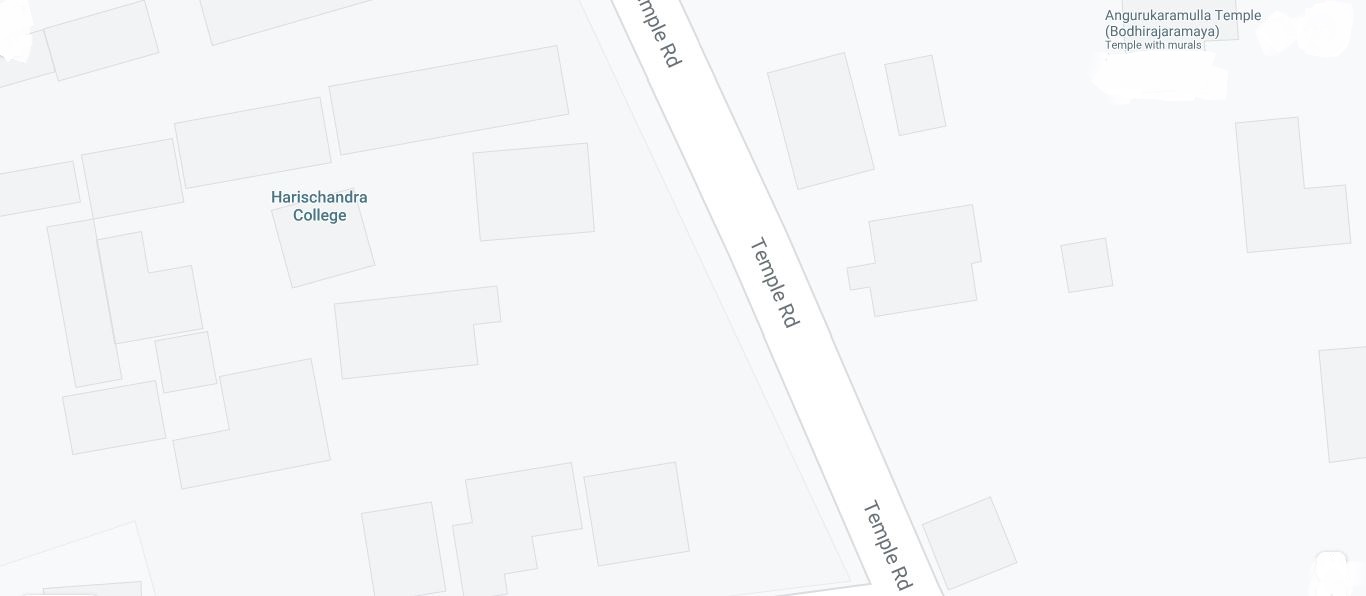 mple Rd
Angurukaramulla Temple
(Bodhirajaramaya)
Temple with murals
Harischandra
College
Temple Rd
Temple Rd